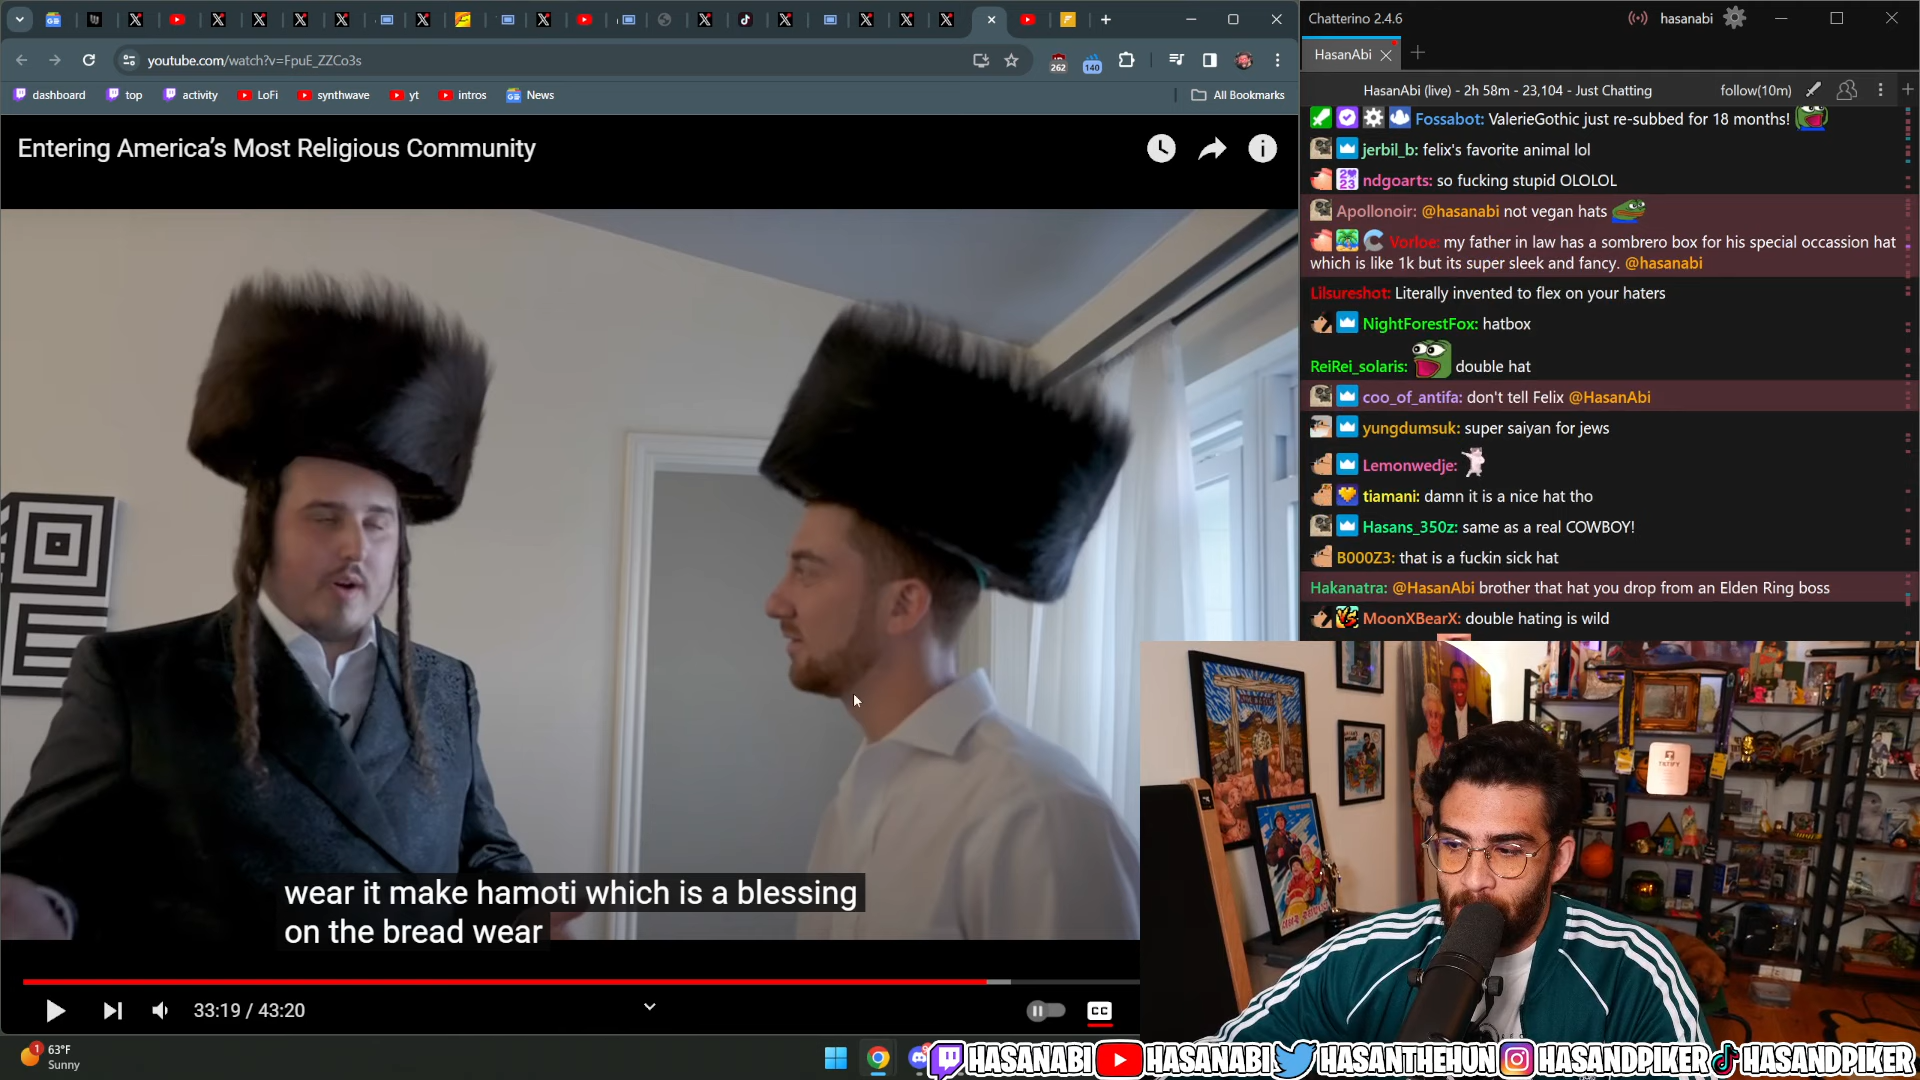 youtube.com/watch?v=FpuE_ZZCo3s
262
140
dashboard
top
activity
LoFi
synthwave
yt
intros
News
All Bookmarks
Entering America's Most Religious Community
wear it make hamoti which is a blessing
on the bread wear
33:19 / 43:20
CC
1
63°F
Sunny
Chatterino 2.4.6
hasanabi
HasanAbi
HasanAbi (live) - 2h 58m - 23,104 - Just Chatting
follow(10m)
Fossabot: ValerieGothic just re-subbed for 18 months!
jerbil_b: felix's favorite animal lol
ndgoarts: so fucking stupid OLOLOL
Apollonoir: @hasanabi not vegan hats
Vorloe: my father in law has a sombrero box for his special occassion hat
which is like 1k but its super sleek and fancy. @hasanabi
Lilsureshot: Literally invented to flex on your haters
NightForestFox: hatbox
ReiRei_solaris: double hat
coo_of_antifa: don't tell Felix @HasanAbi
yungdumsuk: super saiyan for jews
Lemonwedje:
tiamani: damn it is a nice hat tho
Hasans_350z: same as a real COWBOY!
B000Z3: that is a fuckin sick hat
Hakanatra: @HasanAbi brother that hat you drop from an Elden Ring boss
MoonXBearX: double hating is wild
HASANABI HASANABI HASANTHEHUN HASANDPIKER HASANDPIKER